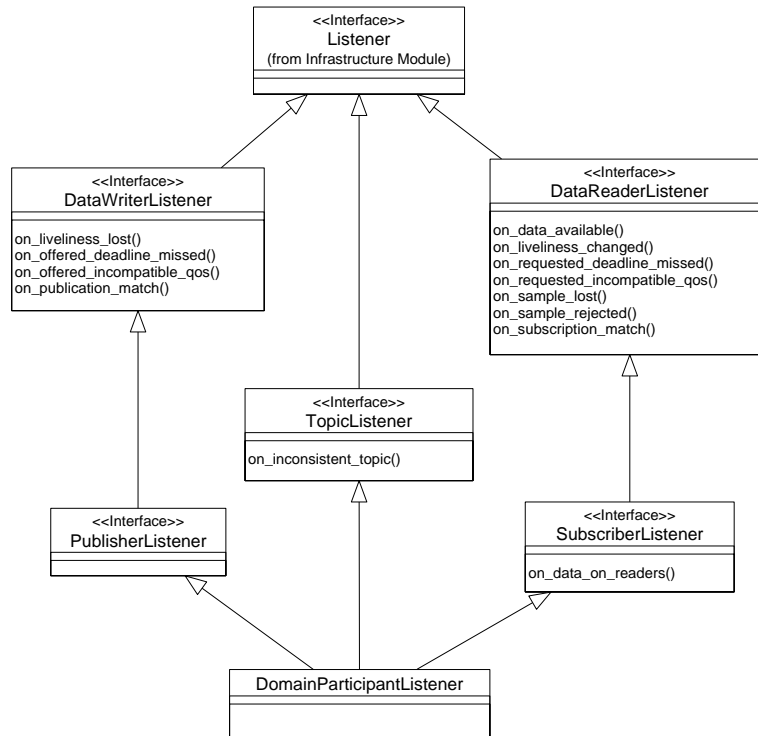 <<Interface>>
Listener
(from Infrastructure Module)
<<Interface>>
DataWriterListener
on_liveliness_lost()
on_offered_deadline_missed()
on_offered_incompatible_qos()
on_publication_match()
<<Interface>>
DataReaderListener
on_data_available()
on_liveliness_changed()
on_requested_deadline_missed()
on_requested_incompatible_qos()
on_sample_lost()
on_sample_rejected()
on_subscription_match()
<<Interface>>
TopicListener
on_inconsistent_topic()
<<Interface>>
PublisherListener
<<Interface>>
SubscriberListener
on_data_on_readers()
DomainParticipantListener